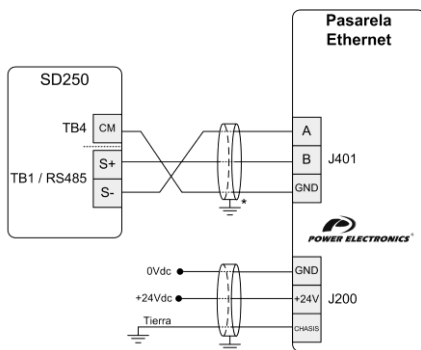 Pasarela
Ethernet
SD250
TB4 CM
A
S+
B
J401
TB1 / RS485
S-
GND
*
POWER ELECTRONICS®
0Vdc
GND
+24Vdc
+24V
J200
Tierra
CHASIS